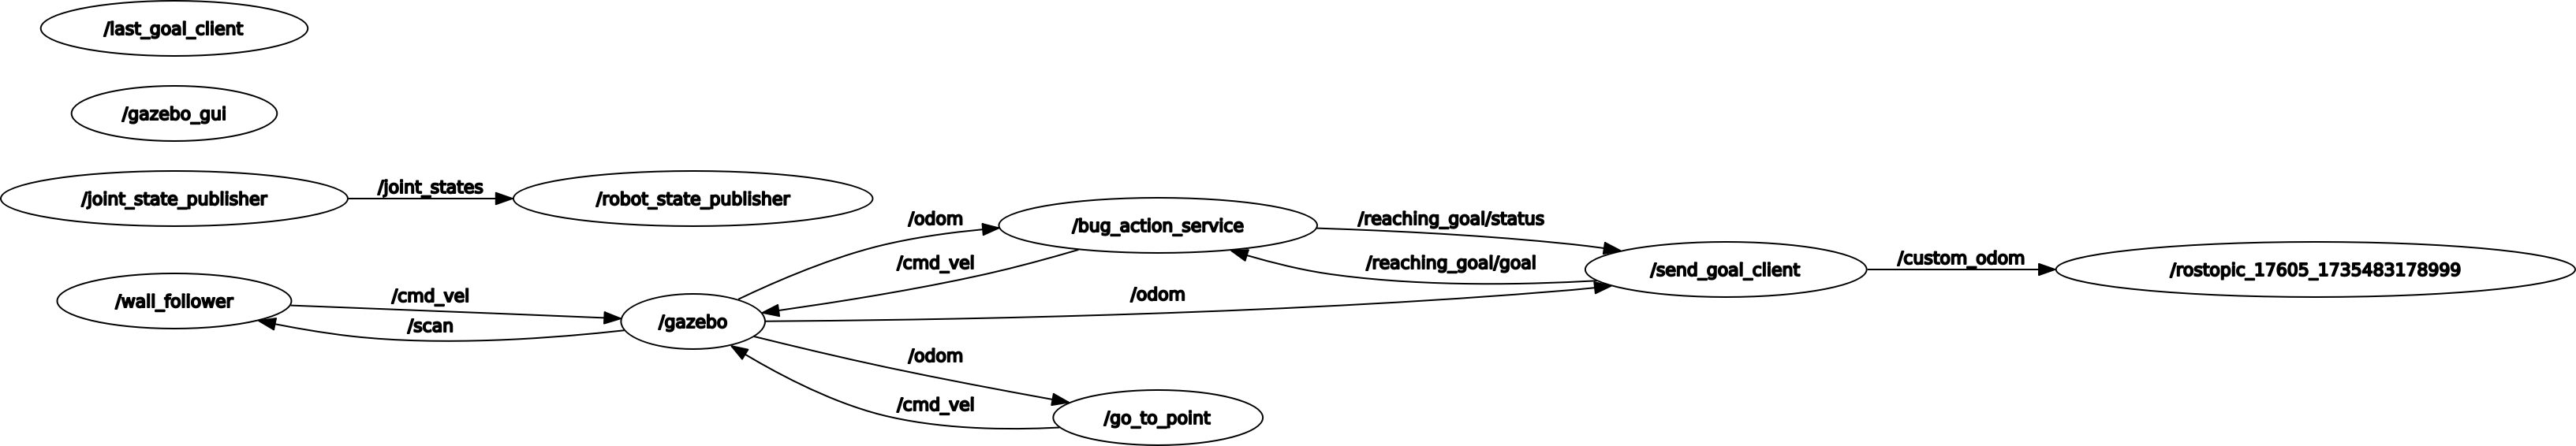 /last_goal_client
/gazebo_gui
/joint_state_publisher
/joint_states
/robot_state_publisher
/odom
/bug_action_service
/reaching_goal/status
/cmd_vel
/reaching_goal/goal
/send_goal_client
/custom_odom
/rostopic_17605_1735483178999
/wall_follower
/cmd_vel
/scan
/gazebo
/odom
/odom
/cmd_vel
/go_to_point